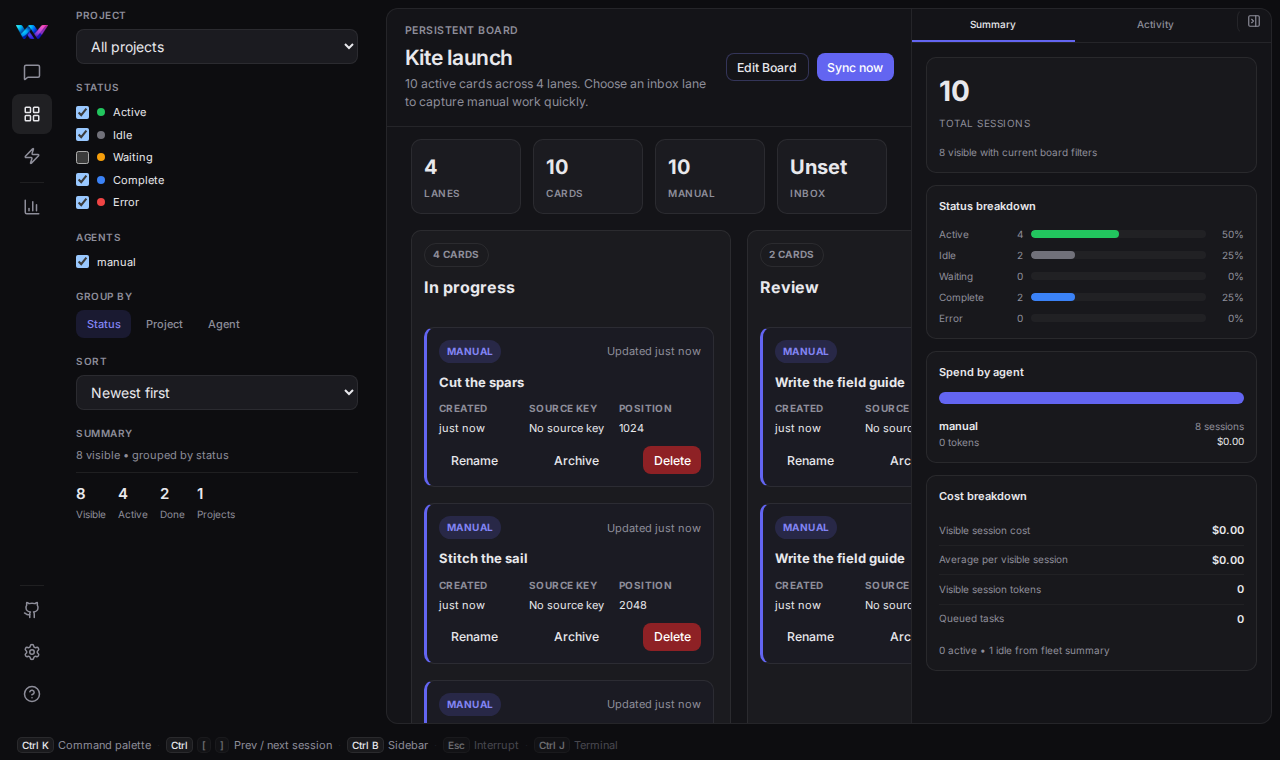 PROJECT
All projects
STATUS
Active
Idle
Waiting
Complete
Error
AGENTS
manual
GROUP BY
Status Project Agent
SORT
Newest first
SUMMARY
8 visible • grouped by status
8 4 2 1
Visible Active Done Projects
PERSISTENT BOARD
Kite launch
10 active cards across 4 lanes. Choose an inbox lane
to capture manual work quickly.
Edit Board Sync now
4 10 10 Unset
LANES CARDS MANUAL INBOX
4 CARDS
In progress
MANUAL Updated just now
Cut the spars
CREATED SOURCE KEY POSITION
just now No source key 1024
Rename Archive Delete
MANUAL Updated just now
Stitch the sail
CREATED SOURCE KEY POSITION
just now No source key 2048
Rename Archive Delete
MANUAL Updated just now
2 CARDS
Review
MANUAL
Write the field guide
CREATED SOURCE
just now No sourc
Rename Arc
MANUAL
Write the field guide
CREATED SOURCE
just now No sourc
Rename Arc
Summary Activity
10
TOTAL SESSIONS
8 visible with current board filters
Status breakdown
Active 4 50%
Idle 2 25%
Waiting 0 0%
Complete 2 25%
Error 0 0%
Spend by agent
manual 8 sessions
0 tokens $0.00
Cost breakdown
Visible session cost $0.00
Average per visible session $0.00
Visible session tokens 0
Queued tasks 0
0 active • 1 idle from fleet summary
Ctrl K Command palette Ctrl [ ] Prev / next session Ctrl B Sidebar Esc Interrupt Ctrl J Terminal